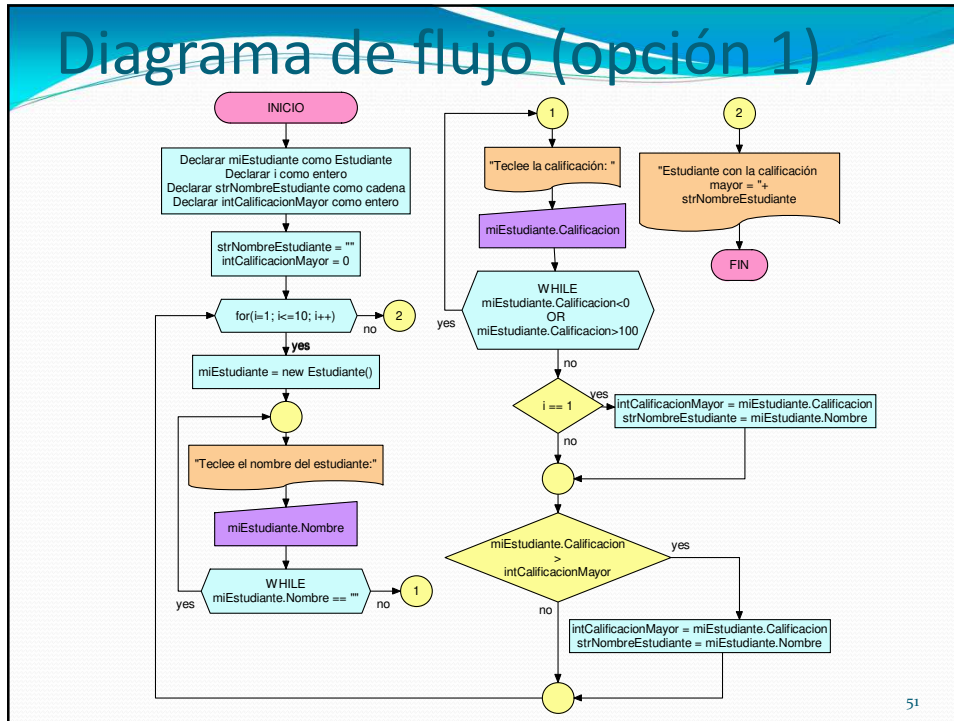 Diagrama de flujo (opción 1)
INICIO
Declarar miEstudiante como Estudiante
Declarar i como entero
Declarar strNombreEstudiante como cadena
Declarar intCalificacionMayor como entero
strNombreEstudiante = ""
intCalificacionMayor = 0
for(i=1; i<=10; i++)
no
2
yes
miEstudiante = new Estudiante()
"Teclee el nombre del estudiante:"
miEstudiante.Nombre
WHILE
miEstudiante.Nombre == ""
yes
no
1
1
"Teclee la calificación: "
miEstudiante.Calificacion
WHILE
miEstudiante.Calificacion<0
OR
miEstudiante.Calificacion>100
yes
no
i == 1
yes
intCalificacionMayor = miEstudiante.Calificacion
strNombreEstudiante = miEstudiante.Nombre
no
miEstudiante.Calificacion
>
intCalificacionMayor
yes
no
intCalificacionMayor = miEstudiante.Calificacion
strNombreEstudiante = miEstudiante.Nombre
2
"Estudiante con la calificación
mayor = "+
strNombreEstudiante
FIN
51